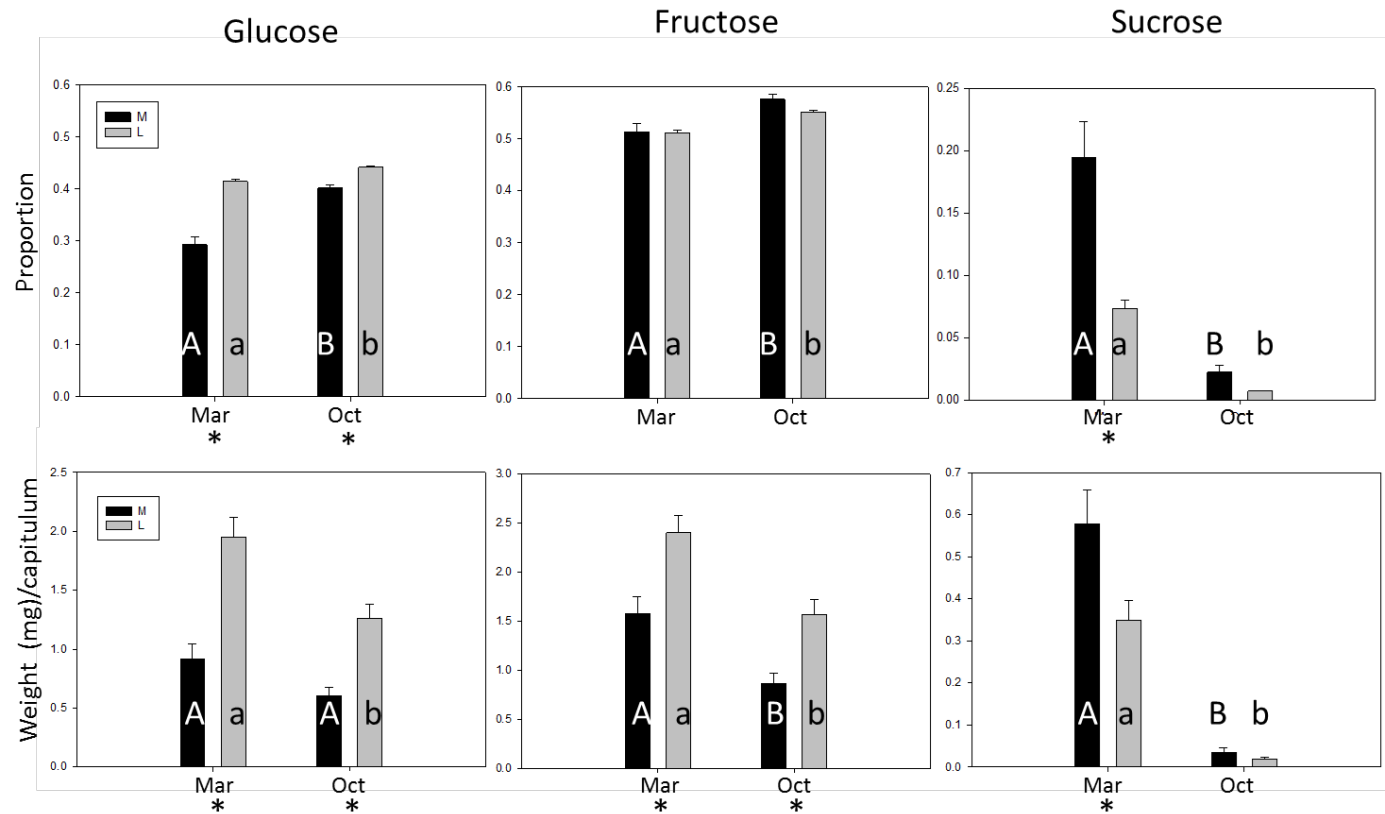 Glucose
Fructose
Sucrose
Proportion
0.6
0.5
0.4
0.3
0.2
0.1
0.0
M
L
A a B b
Mar Oct
* *
0.6
0.5
0.4
0.3
0.2
0.1
0.0
A a B b
Mar Oct
0.25
0.20
0.15
0.10
0.05
0.00
A a B b
Mar Oct
*
Weight (mg)/capitulum
2.5
2.0
1.5
1.0
0.5
0.0
M
L
A a A b
Mar Oct
* *
3.0
2.5
2.0
1.5
1.0
0.5
0.0
A a B b
Mar Oct
* *
0.7
0.6
0.5
0.4
0.3
0.2
0.1
0.0
A a B b
Mar Oct
*